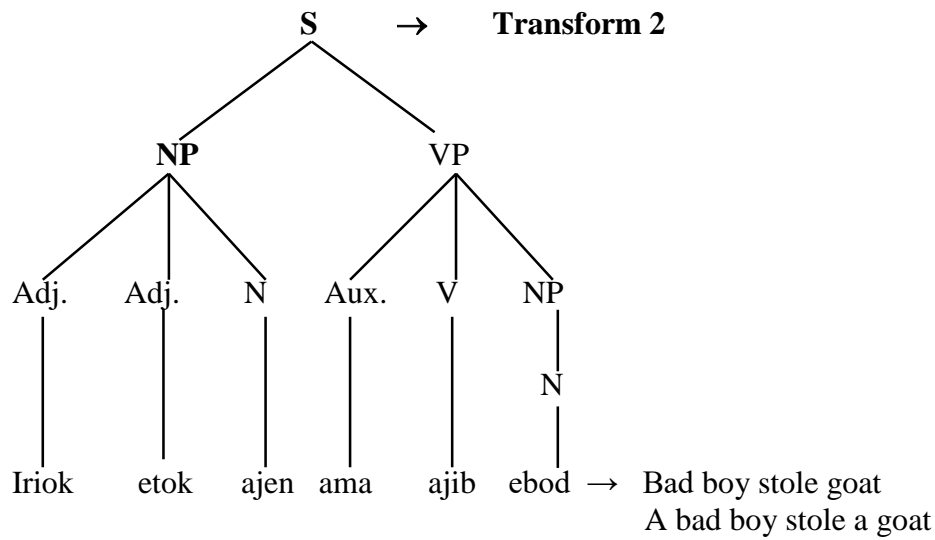 S → Transform 2
NP VP
Adj. Adj. N Aux. V NP
N
Iriok etok ajen ama ajib ebod → Bad boy stole goat
A bad boy stole a goat